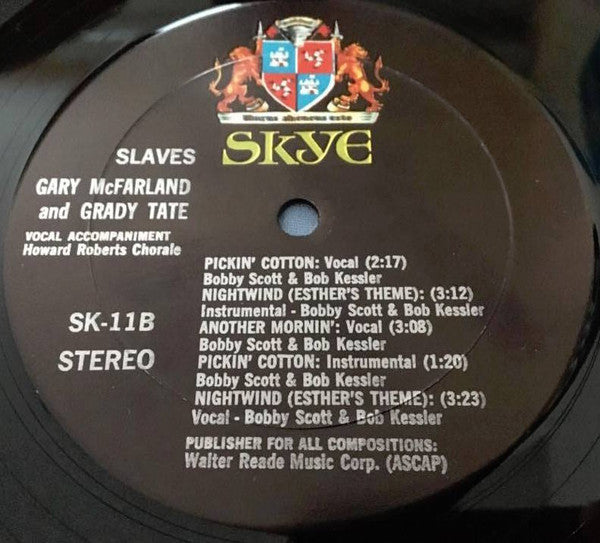 SKYE
SLAVES
GARY McFARLAND
and GRADY TATE
VOCAL ACCOMPANIMENT
Howard Roberts Chorale
SK-11B
STEREO
PICKIN' COTTON: Vocal (2:17)
Bobby Scott & Bob Kessler
NIGHTWIND (ESTHER'S THEME): (3:12)
Instrumental - Bobby Scott & Bob Kessler
ANOTHER MORNIN': Vocal (3:08)
Bobby Scott & Bob Kessler
PICKIN' COTTON: Instrumental (1:20)
Bobby Scott & Bob Kessler
NIGHTWIND (ESTHER'S THEME): (3:23)
Vocal - Bobby Scott & Bob Kessler
PUBLISHER FOR ALL COMPOSITIONS:
Walter Reade Music Corp. (ASCAP)